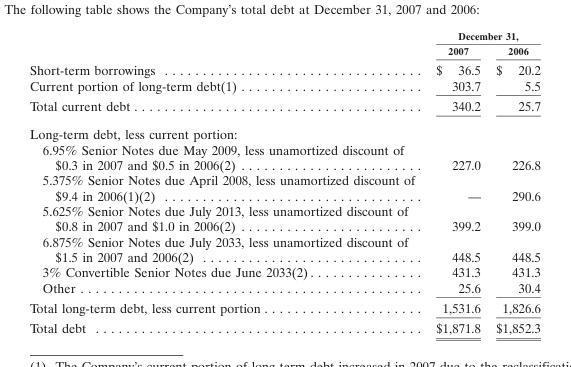 The following table shows the Company's total debt at December 31, 2007 and 2006:
December 31,
2007 2006
Short-term borrowings . . . . . . . . . . . . . . . . . . . . . . . . . . . . . . . . . . $ 36.5 $ 20.2
Current portion of long-term debt(1) . . . . . . . . . . . . . . . . . . . . . . . . 303.7 5.5
Total current debt . . . . . . . . . . . . . . . . . . . . . . . . . . . . . . . . . . . . . 340.2 25.7
Long-term debt, less current portion:
6.95% Senior Notes due May 2009, less unamortized discount of
$0.3 in 2007 and $0.5 in 2006(2) . . . . . . . . . . . . . . . . . . . . . . . . 227.0 226.8
5.375% Senior Notes due April 2008, less unamortized discount of
$9.4 in 2006(1)(2) . . . . . . . . . . . . . . . . . . . . . . . . . . . . . . . . . . — 290.6
5.625% Senior Notes due July 2013, less unamortized discount of
$0.8 in 2007 and $1.0 in 2006(2) . . . . . . . . . . . . . . . . . . . . . . . . 399.2 399.0
6.875% Senior Notes due July 2033, less unamortized discount of
$1.5 in 2007 and 2006(2) . . . . . . . . . . . . . . . . . . . . . . . . . . . . . 448.5 448.5
3% Convertible Senior Notes due June 2033(2) . . . . . . . . . . . . . . . 431.3 431.3
Other . . . . . . . . . . . . . . . . . . . . . . . . . . . . . . . . . . . . . . . . . . . . . 25.6 30.4
Total long-term debt, less current portion . . . . . . . . . . . . . . . . . . . . . 1,531.6 1,826.6
Total debt . . . . . . . . . . . . . . . . . . . . . . . . . . . . . . . . . . . . . . . . . . . $1,871.8 $1,852.3
(1) The Company's current portion of long-term debt increased in 2007 due to the